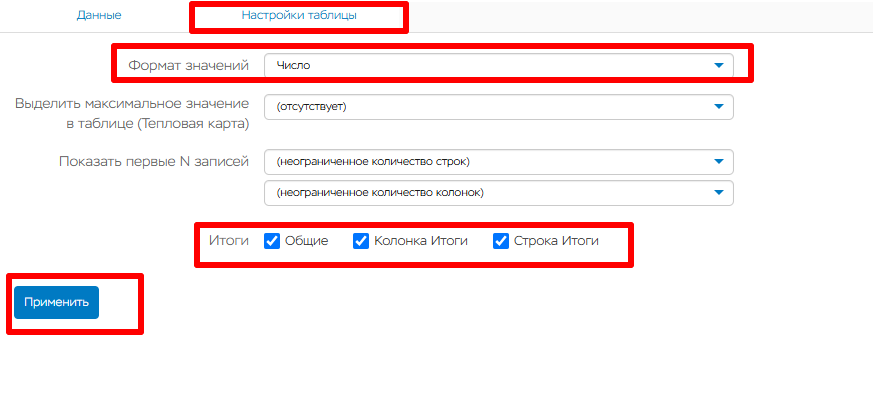 Данные
Настройки таблицы
Формат значений
Число
Выделить максимальное значение
в таблице (Тепловая карта)
(отсутствует)
Показать первые N записей
(неограниченное количество строк)
(неограниченное количество колонок)
Итоги
Общие
Колонка Итоги
Строка Итоги
Применить